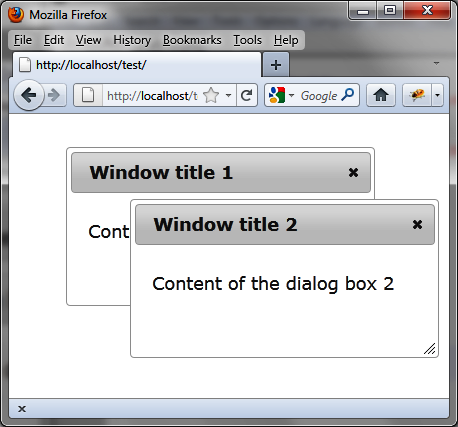 Mozilla Firefox
File Edit View History Bookmarks Tools Help
http://localhost/test/
http://localhost/t Google
Window title 1
Cont
Window title 2
Content of the dialog box 2
x